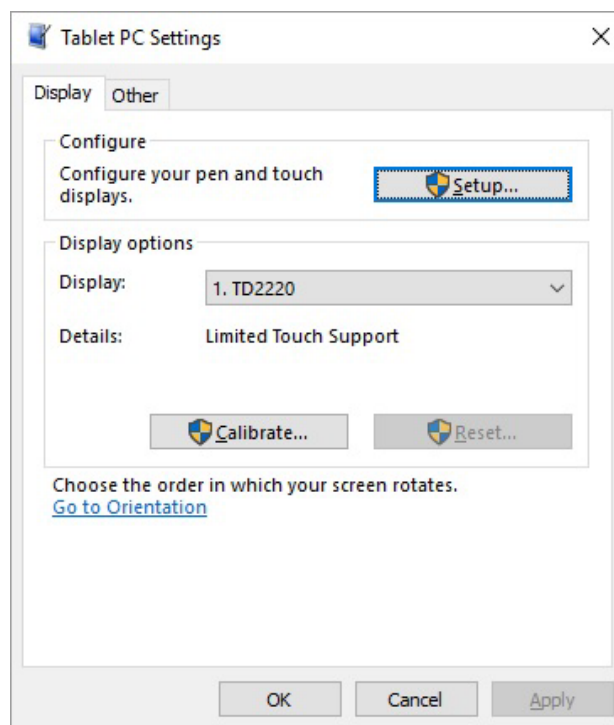 Tablet PC Settings
Display
Other
Configure
Configure your pen and touch
displays.
Setup...
Display options
Display:
1. TD2220
Details:
Limited Touch Support
Calibrate...
Reset...
Choose the order in which your screen rotates.
Go to Orientation
OK
Cancel
Apply